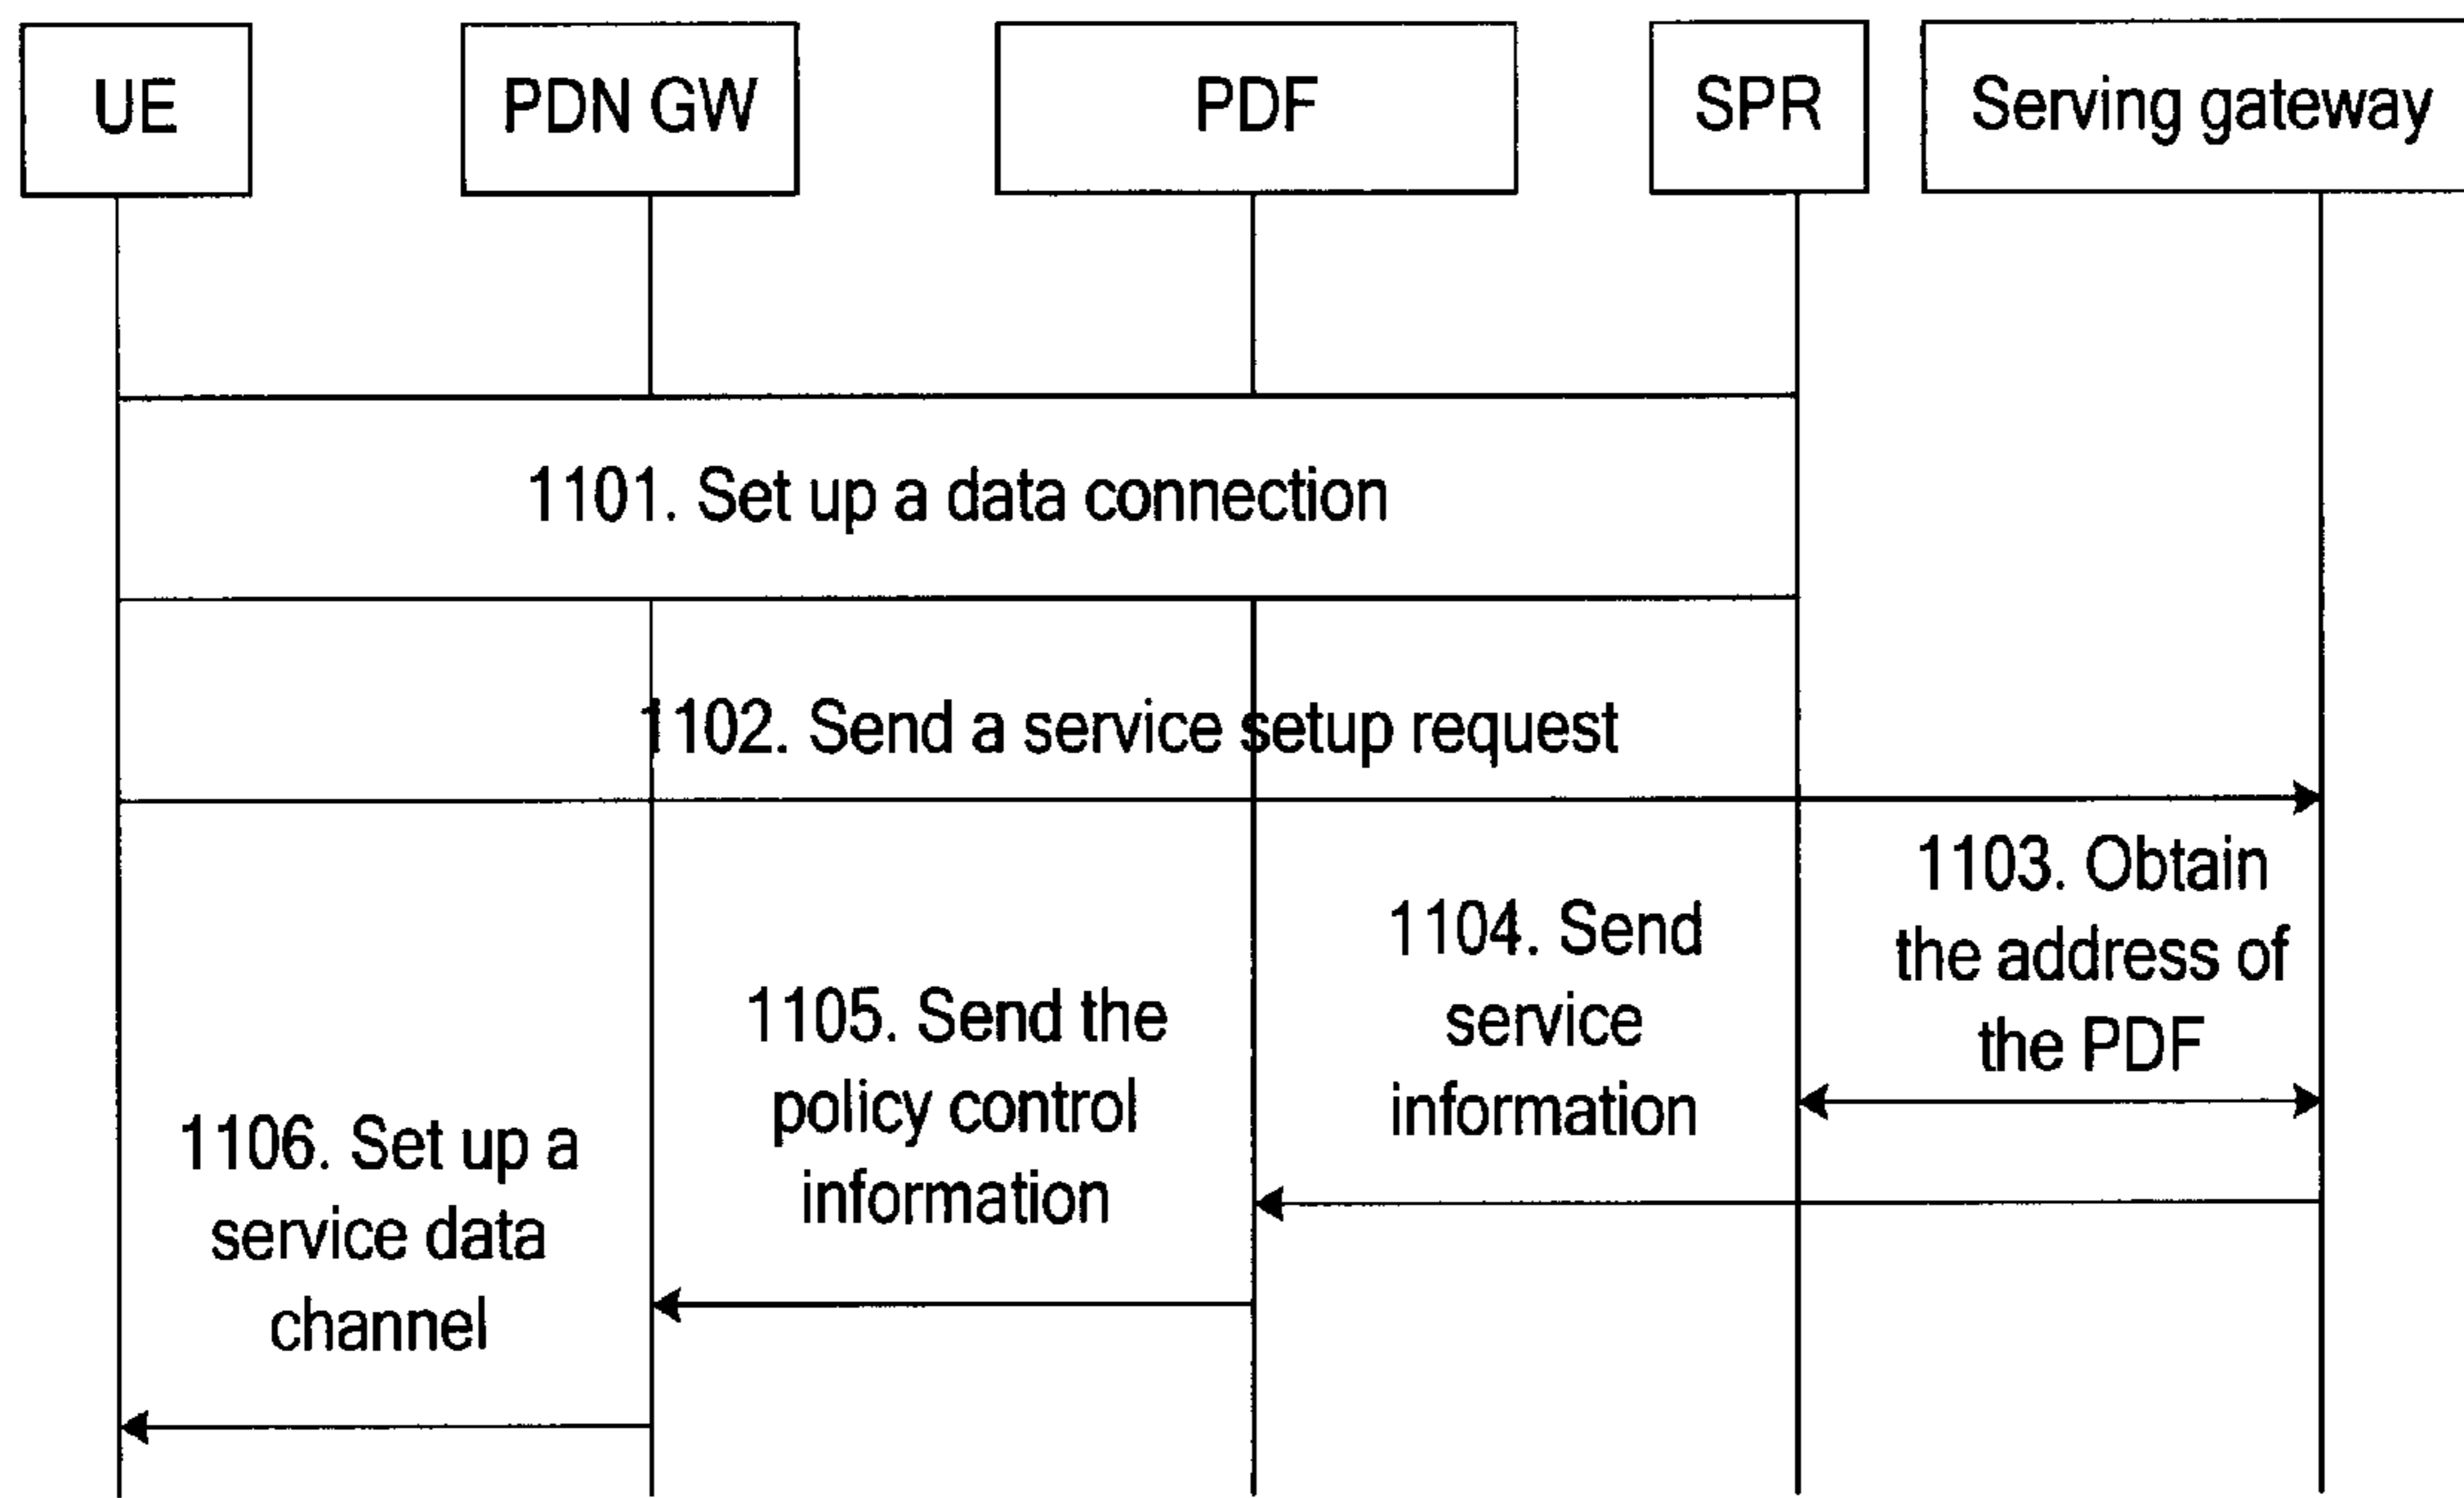 UE
PDN GW
PDF
SPR
Serving gateway
1101. Set up a data connection
1102. Send a service setup request
1103. Obtain
the address of
the PDF
1104. Send
service
information
1105. Send the
policy control
information
1106. Set up a
service data
channel